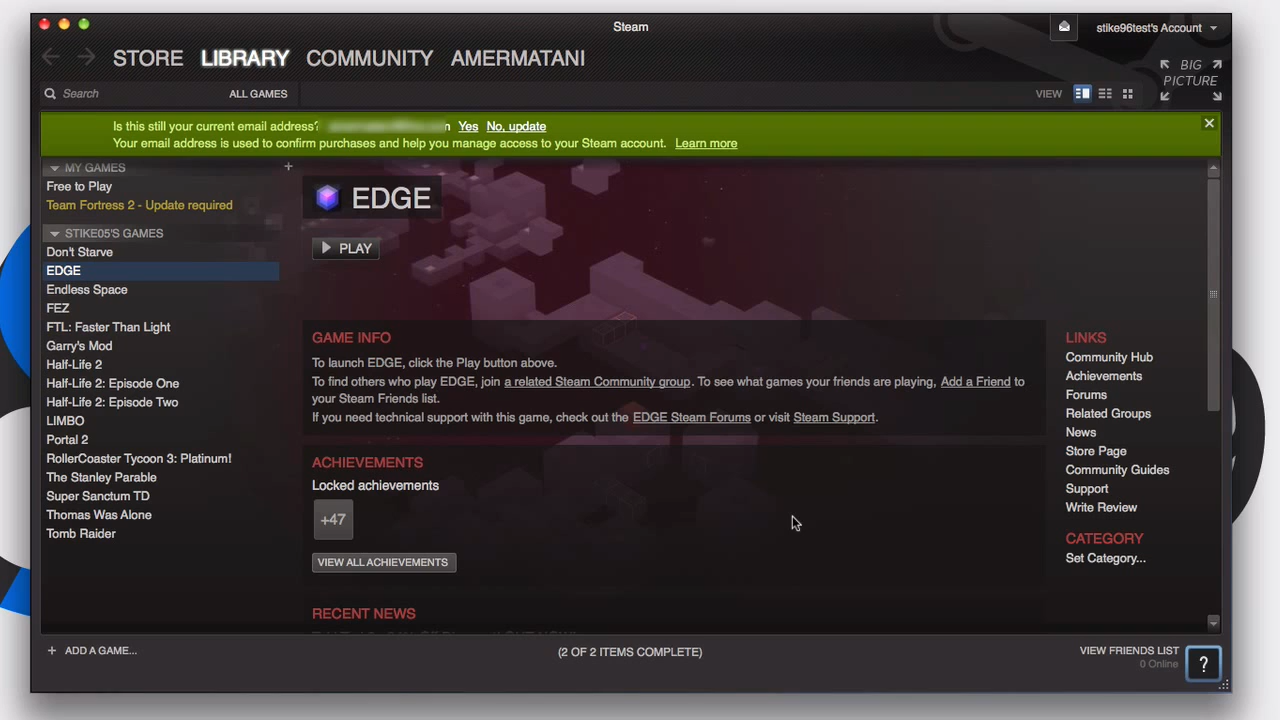 Steam
stike96test's Account
STORE LIBRARY COMMUNITY AMERMATANI
BIG
PICTURE
Search ALL GAMES VIEW
Is this still your current email address? Yes No, update
Your email address is used to confirm purchases and help you manage access to your Steam account. Learn more
MY GAMES +
Free to Play
Team Fortress 2 - Update required
STIKE05'S GAMES
Don't Starve
EDGE
Endless Space
FEZ
FTL: Faster Than Light
Garry's Mod
Half-Life 2
Half-Life 2: Episode One
Half-Life 2: Episode Two
LIMBO
Portal 2
RollerCoaster Tycoon 3: Platinum!
The Stanley Parable
Super Sanctum TD
Thomas Was Alone
Tomb Raider
EDGE
PLAY
GAME INFO
To launch EDGE, click the Play button above.
To find others who play EDGE, join a related Steam Community group. To see what games your friends are playing, Add a Friend to
your Steam Friends list.
If you need technical support with this game, check out the EDGE Steam Forums or visit Steam Support.
ACHIEVEMENTS
Locked achievements
+47
VIEW ALL ACHIEVEMENTS
RECENT NEWS
LINKS
Community Hub
Achievements
Forums
Related Groups
News
Store Page
Community Guides
Support
Write Review
CATEGORY
Set Category...
+ ADD A GAME...
(2 OF 2 ITEMS COMPLETE)
VIEW FRIENDS LIST
0 Online
?